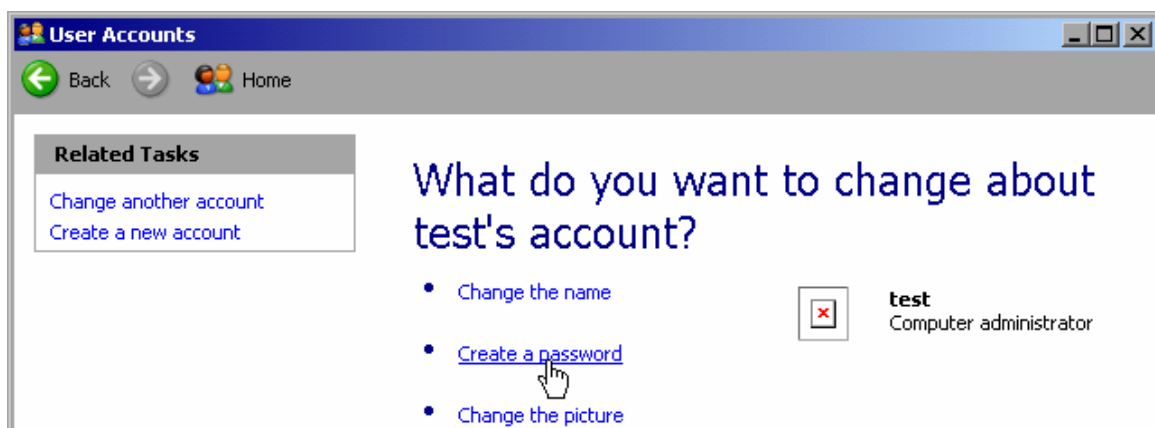 User Accounts
Back Home
Related Tasks
Change another account
Create a new account
What do you want to change about
test's account?
Change the name
Create a password
Change the picture
test
Computer administrator